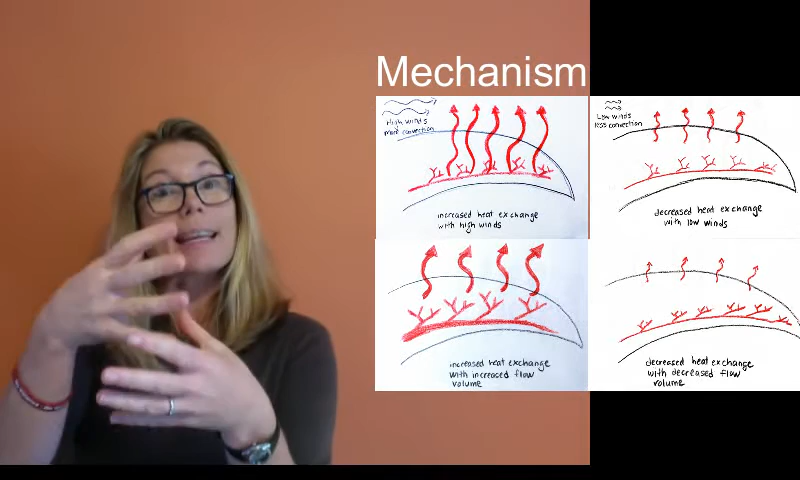 Mechanism
High winds
more convection
increased heat exchange
with high winds
Low winds
less convection
decreased heat exchange
with low winds
increased heat exchange
with increased flow
volume
decreased heat exchange
with decreased flow
volume